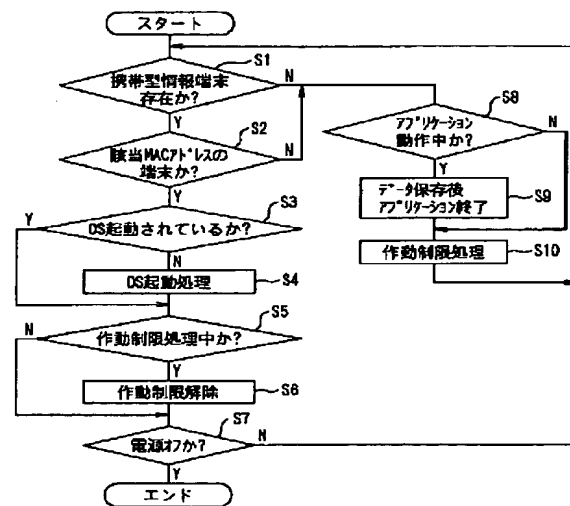 スタート
S1
携帯型情報端末
存在か?
N
Y
S2
該当MACアドレスの
端末か?
N
Y
S3
Y
OS起動されているか?
N
S4
OS起動処理
S5
N
作動制限処理中か?
Y
S6
作動制限解除
S7
電源オフか?
N
Y
エンド
S8
アプリケーション
動作中か?
N
Y
S9
データ保存後
アプリケーション終了
S10
作動制限処理